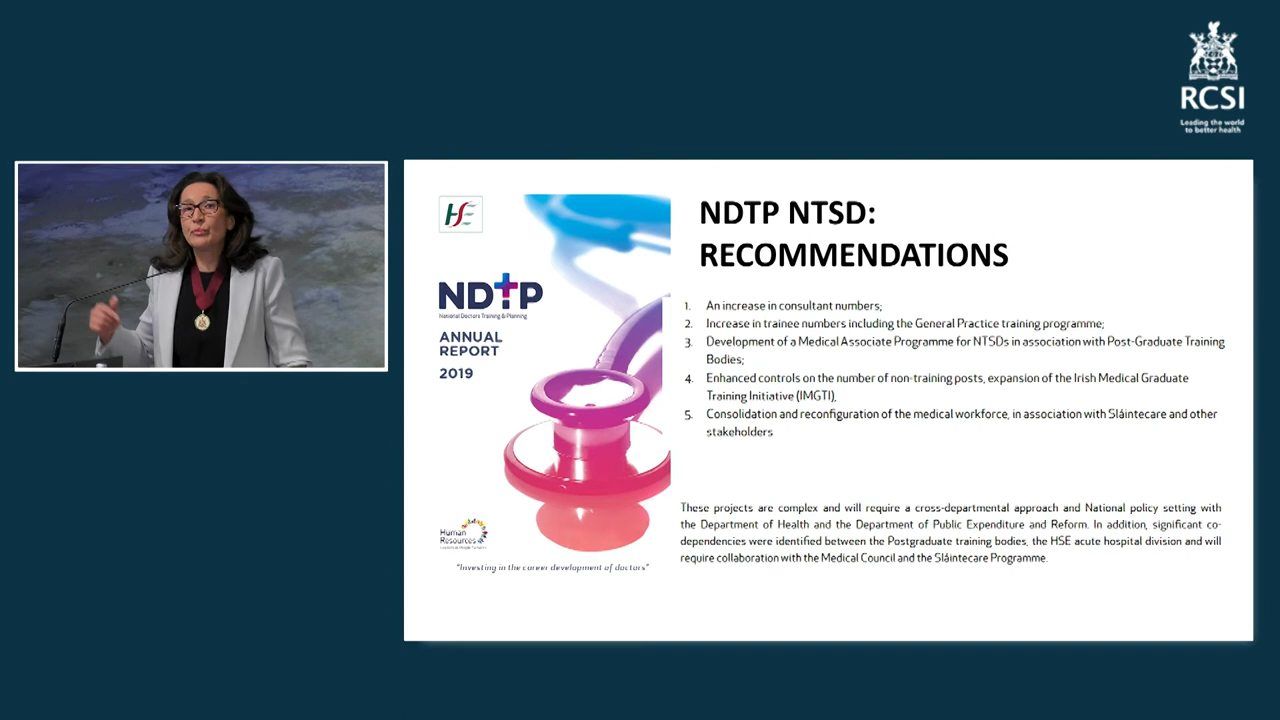 RCSI
Leading the world
to better health
HSE
NDTP
National Doctors Training & Planning
ANNUAL
REPORT
2019
Human
Resources
"Investing in the career development of doctors"
NDTP NTSD:
RECOMMENDATIONS
1. An increase in consultant numbers;
2. Increase in trainee numbers including the General Practice training programme;
3. Development of a Medical Associate Programme for NTSDs in association with Post-Graduate Training
Bodies;
4. Enhanced controls on the number of non-training posts, expansion of the Irish Medical Graduate
Training Initiative (IMGTI),
5. Consolidation and reconfiguration of the medical workforce, in association with Sláintecare and other
stakeholders
These projects are complex and will require a cross-departmental approach and National policy setting with
the Department of Health and the Department of Public Expenditure and Reform. In addition, significant co-
dependencies were identified between the Postgraduate training bodies, the HSE acute hospital division and will
require collaboration with the Medical Council and the Sláintecare Programme.